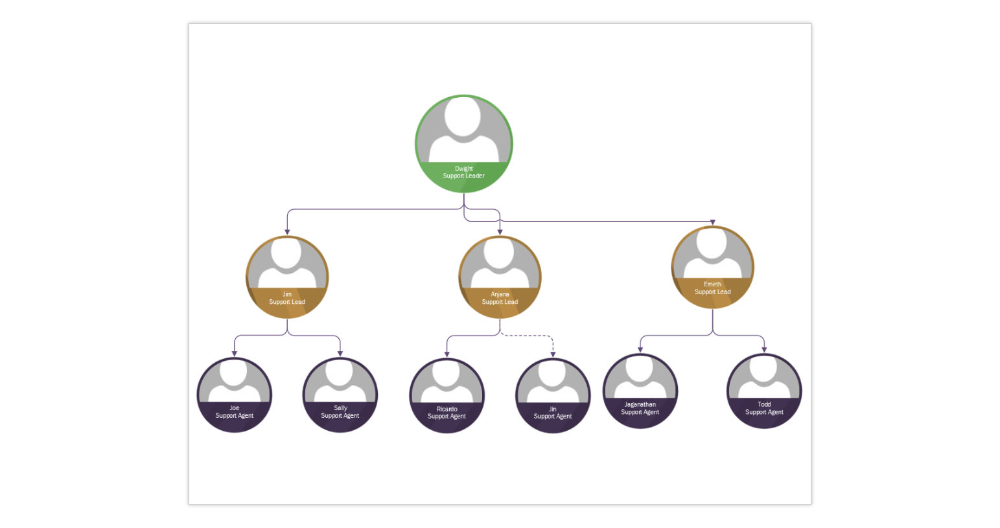 Dwight
Support Leader
Jim
Support Lead
Anjana
Support Lead
Emeth
Support Lead
Joe
Support Agent
Sally
Support Agent
Ricardo
Support Agent
Jin
Support Agent
Jaganathan
Support Agent
Todd
Support Agent